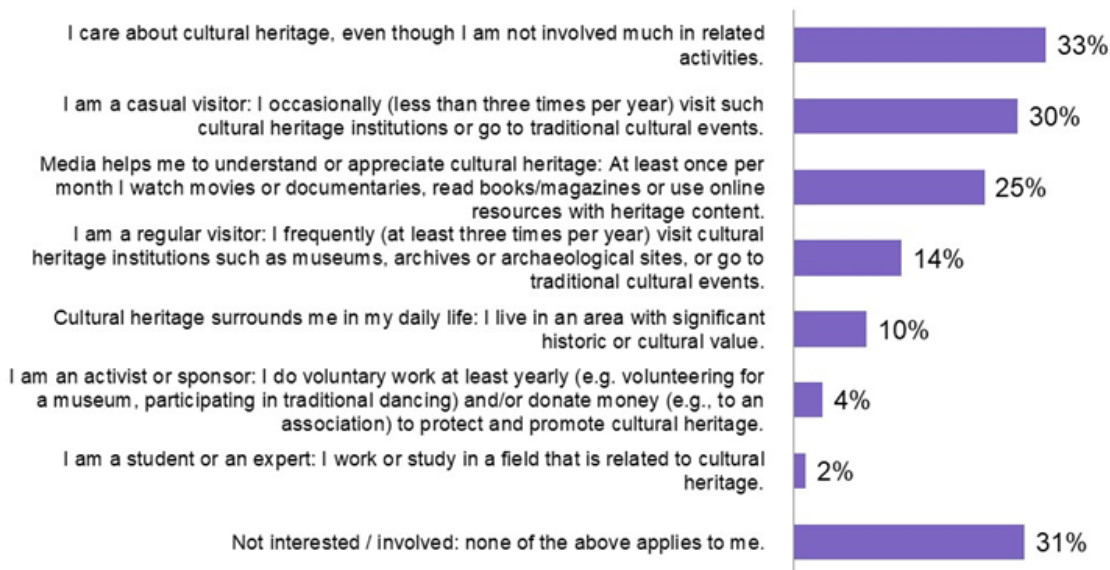 I care about cultural heritage, even though I am not involved much in related
activities.
33%
I am a casual visitor: I occasionally (less than three times per year) visit such
cultural heritage institutions or go to traditional cultural events.
30%
Media helps me to understand or appreciate cultural heritage: At least once per
month I watch movies or documentaries, read books/magazines or use online
resources with heritage content.
25%
I am a regular visitor: I frequently (at least three times per year) visit cultural
heritage institutions such as museums, archives or archaeological sites, or go to
traditional cultural events.
14%
Cultural heritage surrounds me in my daily life: I live in an area with significant
historic or cultural value.
10%
I am an activist or sponsor: I do voluntary work at least yearly (e.g. volunteering for
a museum, participating in traditional dancing) and/or donate money (e.g., to an
association) to protect and promote cultural heritage.
4%
I am a student or an expert: I work or study in a field that is related to cultural
heritage.
2%
Not interested / involved: none of the above applies to me.
31%